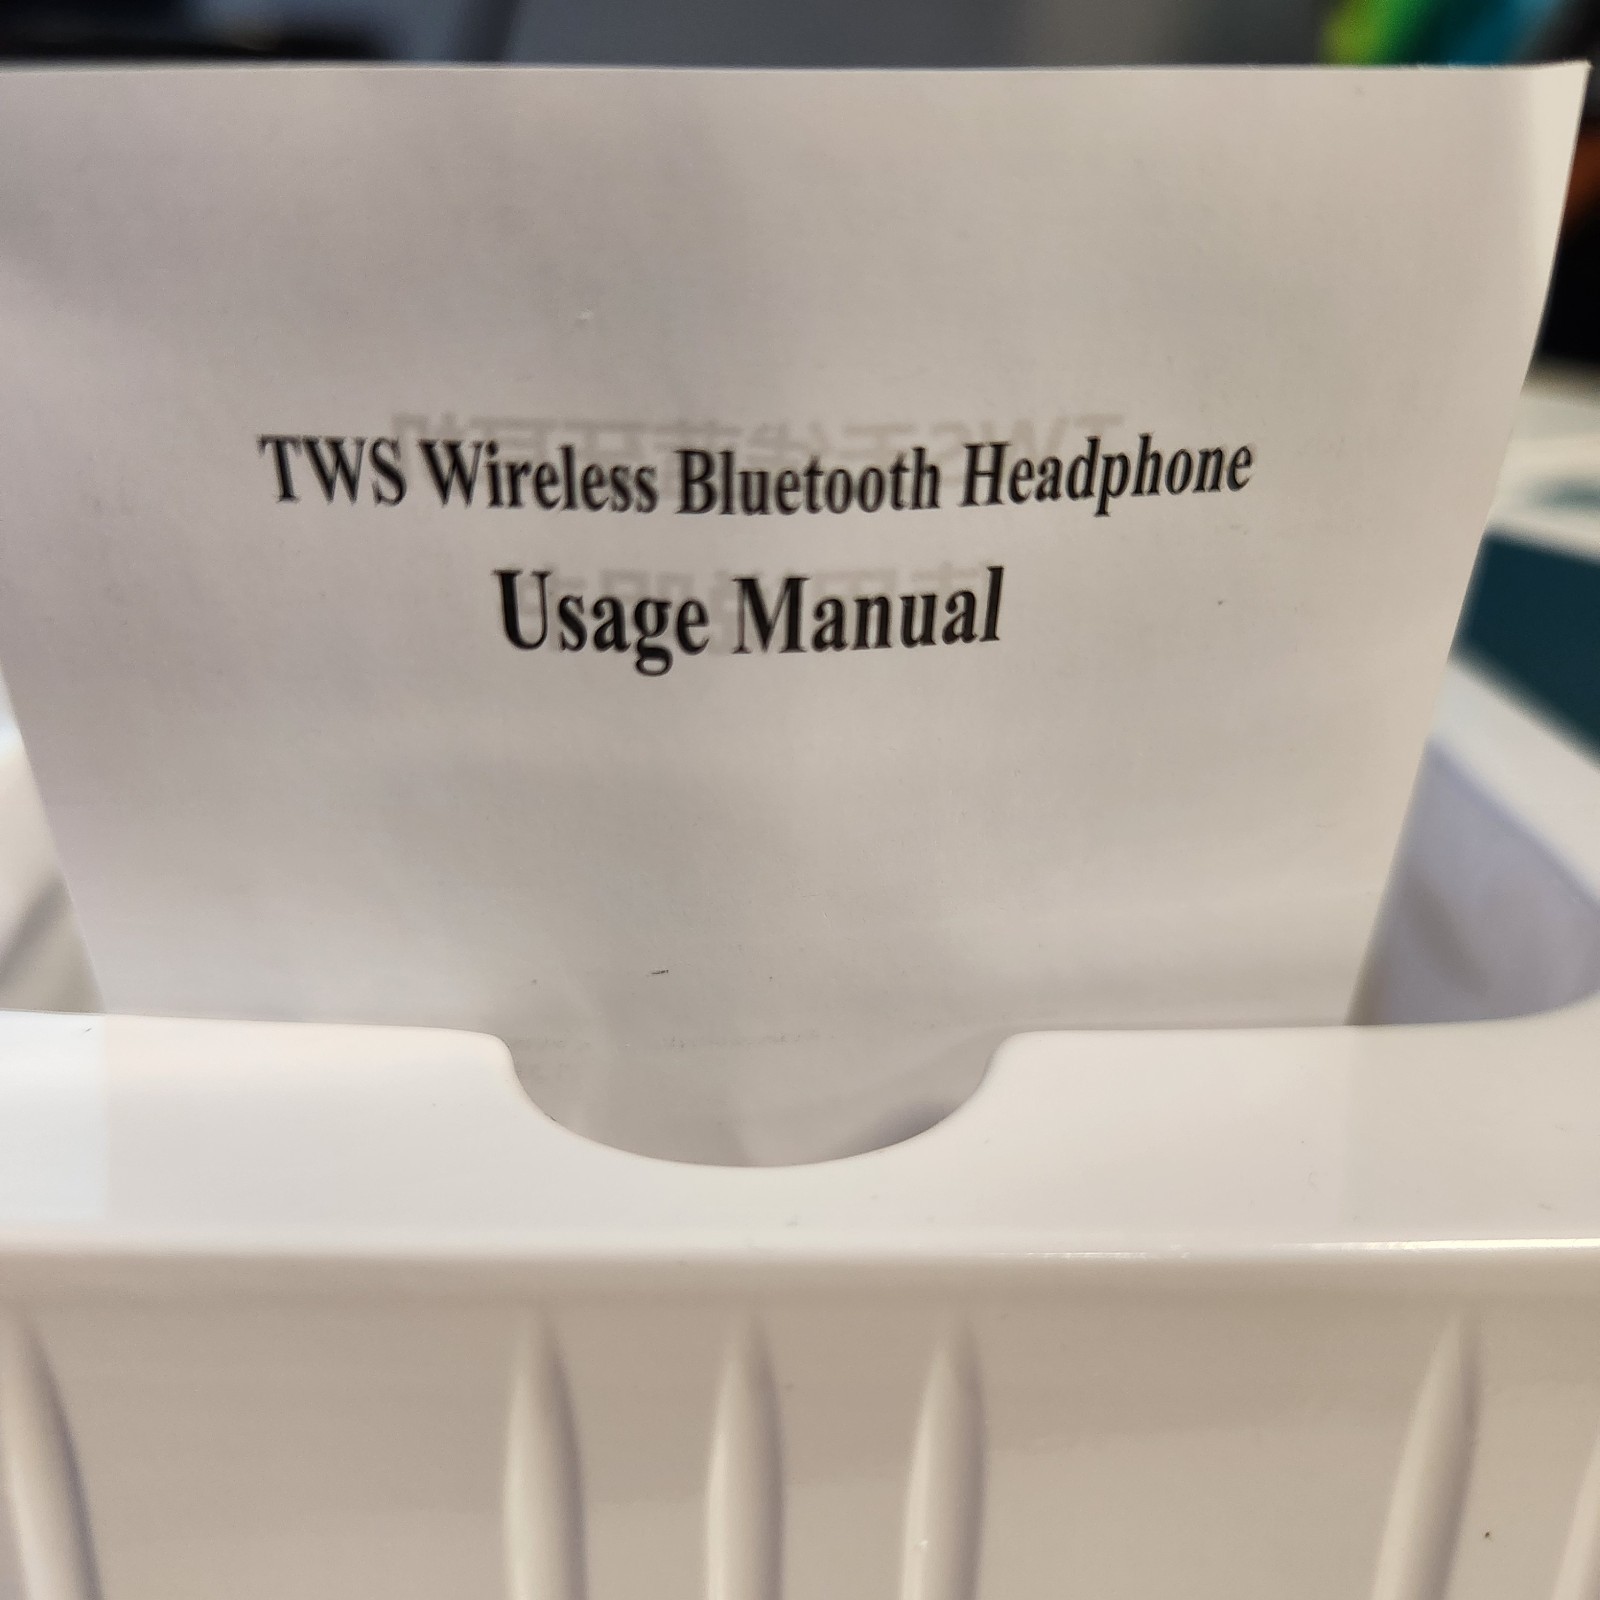 TWS Wireless Bluetooth Headphone
Usage Manual